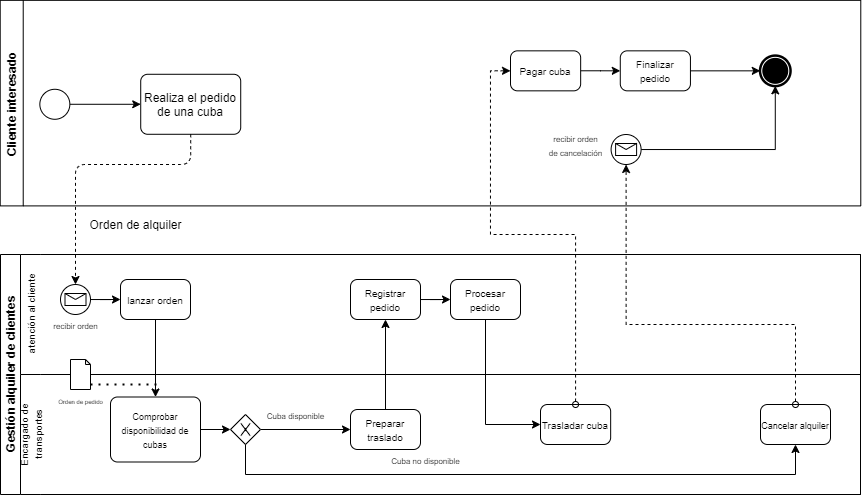 Cliente interesado
Realiza el pedido
de una cuba
Pagar cuba
Finalizar
pedido
recibir orden
de cancelación
Orden de alquiler
Gestión alquiler de clientes
atención al cliente
recibir orden
lanzar orden
Registrar
pedido
Procesar
pedido
Encargado de
transportes
Orden de pedido
Comprobar
disponibilidad de
cubas
Cuba disponible
Preparar
traslado
Cuba no disponible
Trasladar cuba
Cancelar alquiler